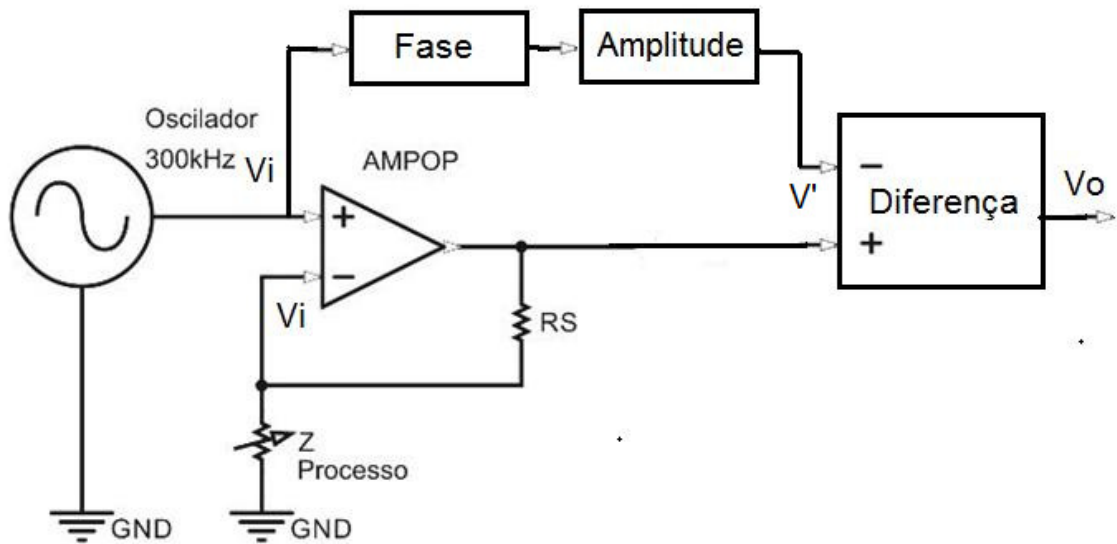 Fase
Amplitude
Oscilador
300kHz
Vi
AMPOP
+
−
V'
−
Diferença
+
Vo
Vi
RS
Z
Processo
GND
GND